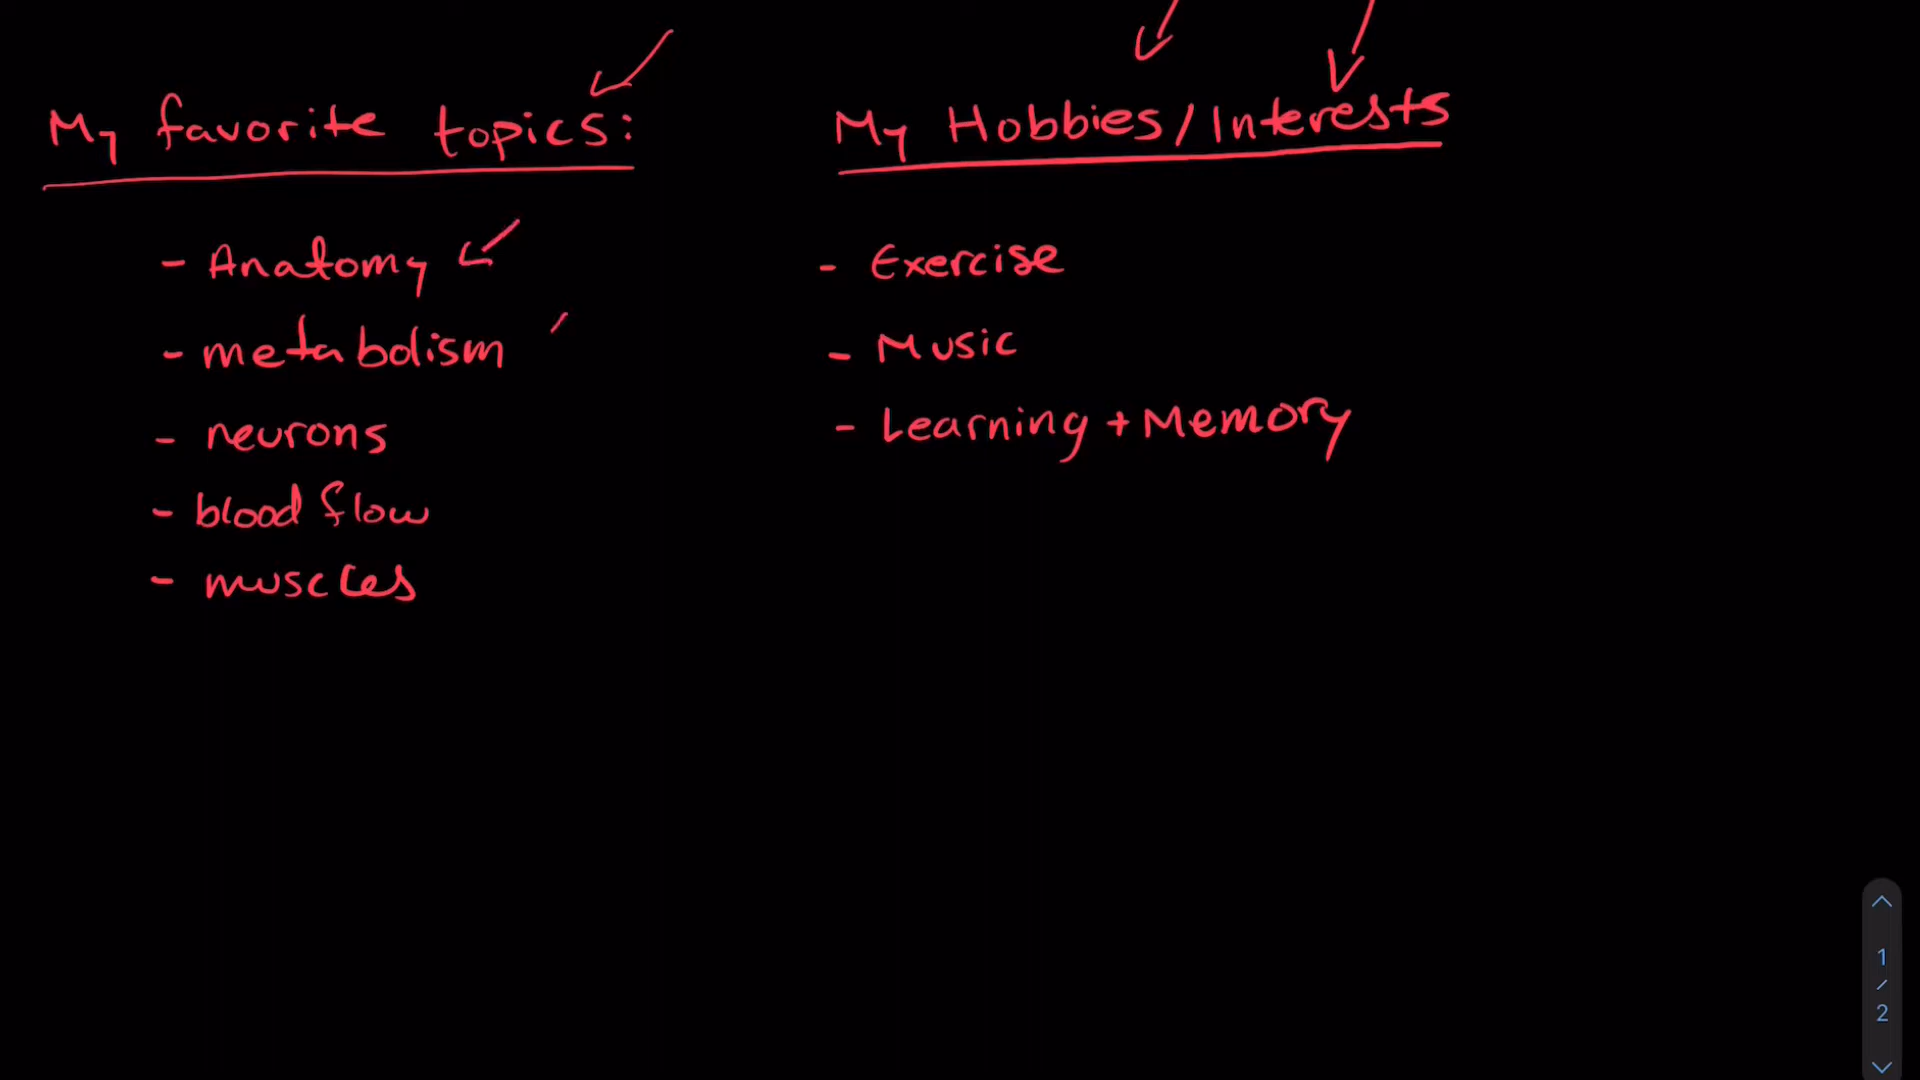 My favorite topics:
- Anatomy
- metabolism
- neurons
- blood flow
- muscles
My Hobbies/Interests
- Exercise
- Music
- Learning + Memory
1
/
2